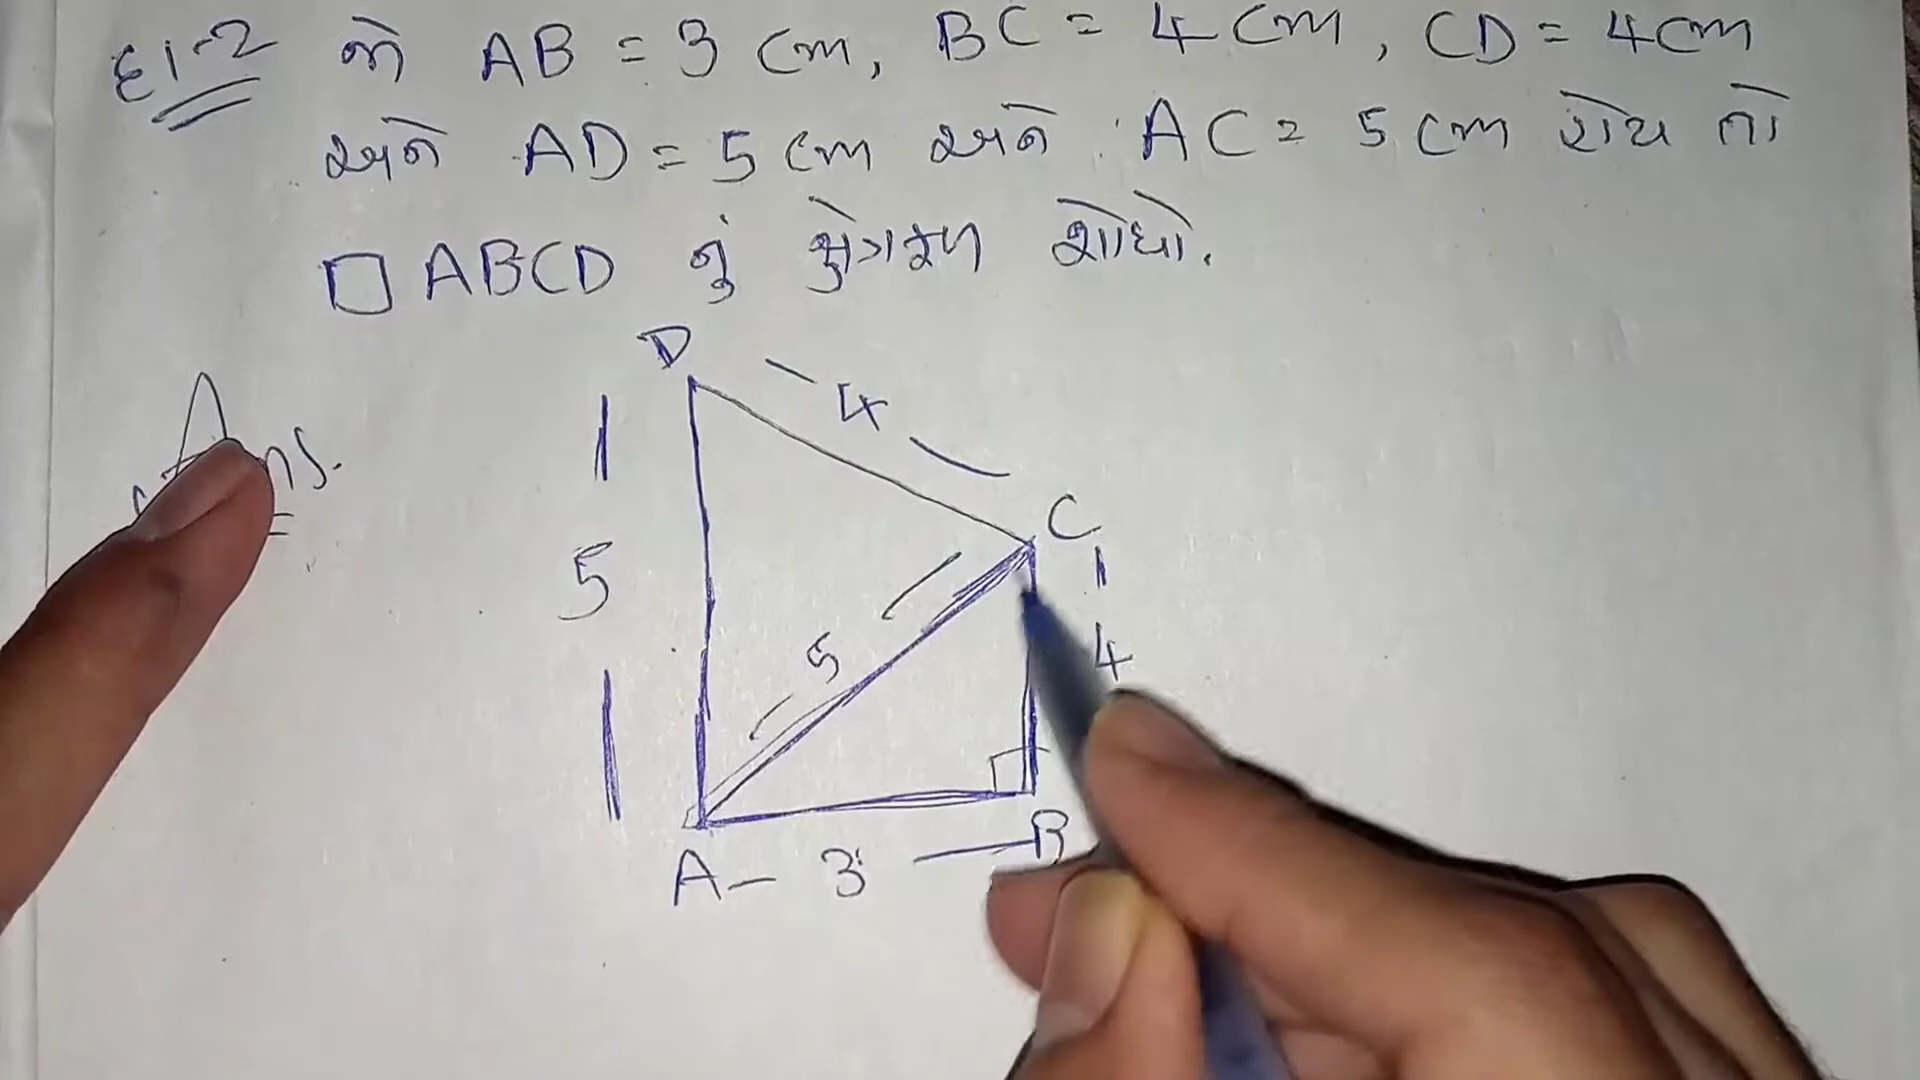 દા-2 જો AB = 3 cm, BC = 4 cm, CD = 4 cm
અને AD = 5 cm અને AC = 5 cm હોય તો
□ ABCD નું ક્ષેત્રફળ શોધો.
D
4
C
5
5
4
A - 3 — B
Ans.